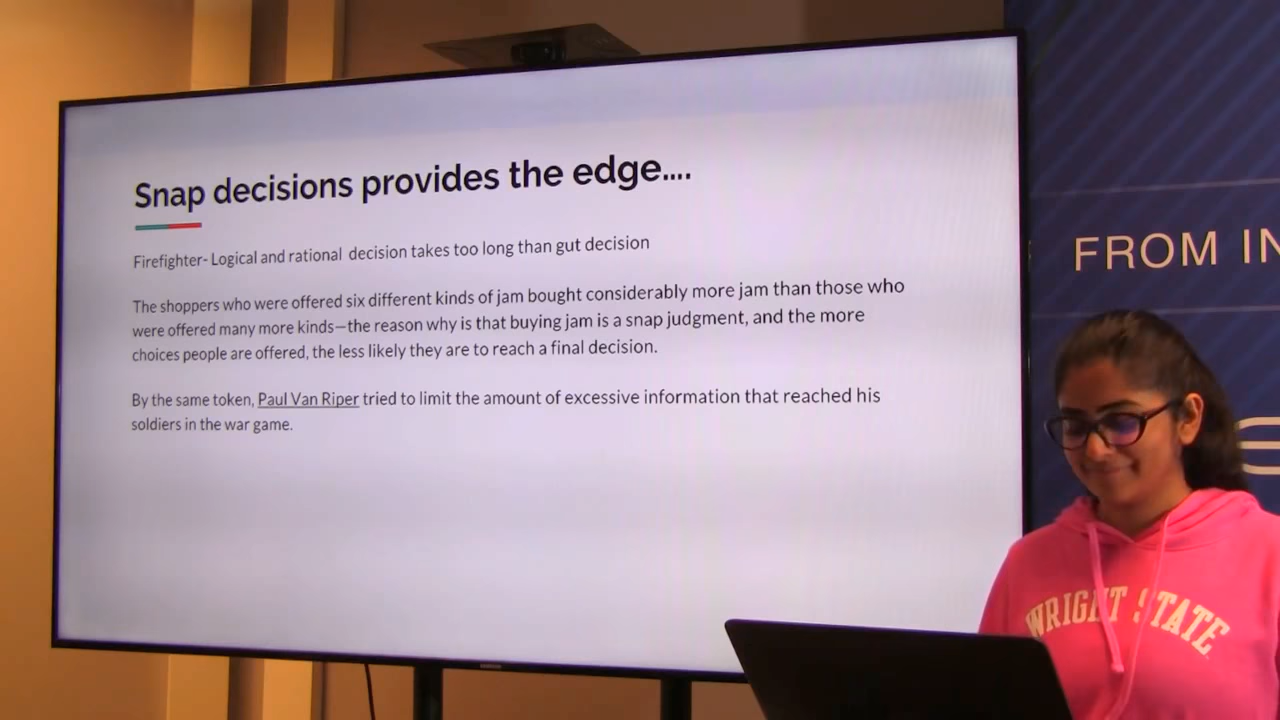 Snap decisions provides the edge....
Firefighter- Logical and rational decision takes too long than gut decision
The shoppers who were offered six different kinds of jam bought considerably more jam than those who
were offered many more kinds—the reason why is that buying jam is a snap judgment, and the more
choices people are offered, the less likely they are to reach a final decision.
By the same token, Paul Van Riper tried to limit the amount of excessive information that reached his
soldiers in the war game.
FROM IN
WRIGHT STATE